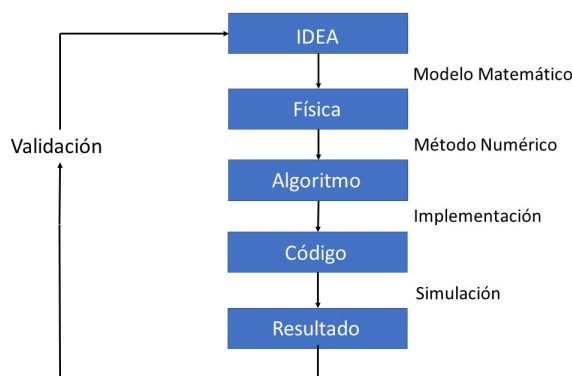 IDEA
Modelo Matemático
Física
Validación
Método Numérico
Algoritmo
Implementación
Código
Simulación
Resultado